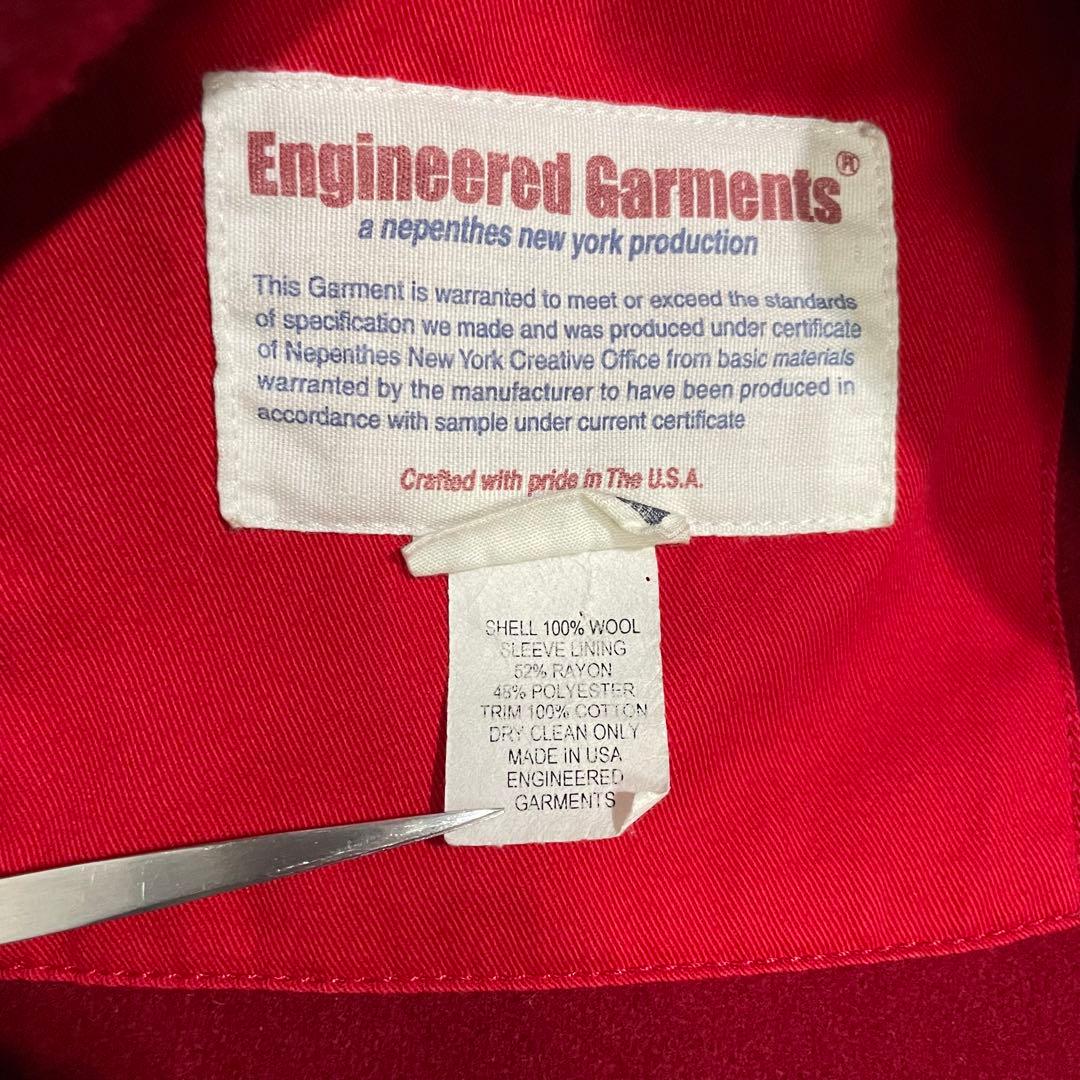 Engineered Garments®
a nepenthes new york production
This Garment is warranted to meet or exceed the standards
of specification we made and was produced under certificate
of Nepenthes New York Creative Office from basic materials
warranted by the manufacturer to have been produced in
accordance with sample under current certificate
Crafted with pride in The U.S.A.
SHELL 100% WOOL
SLEEVE LINING
52% RAYON
48% POLYESTER
TRIM 100% COTTON
DRY CLEAN ONLY
MADE IN USA
ENGINEERED
GARMENTS